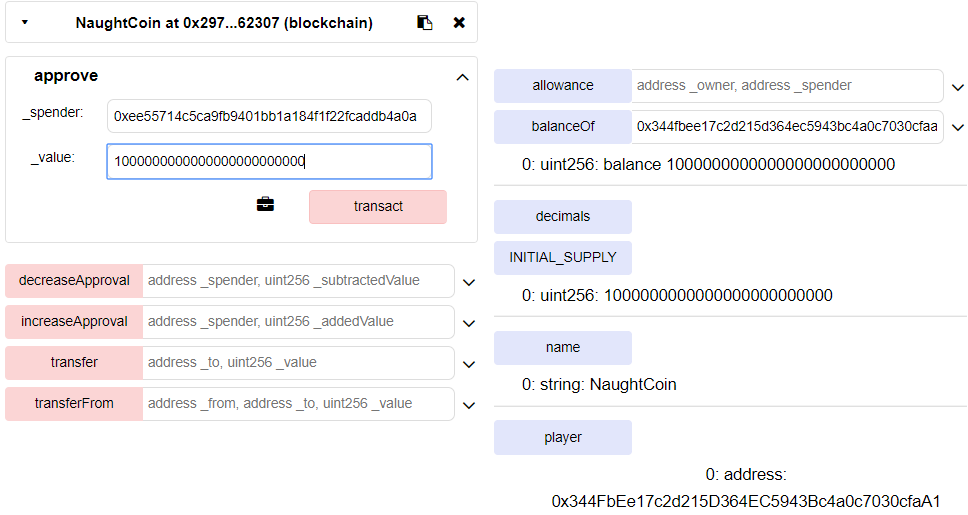 NaughtCoin at 0x297...62307 (blockchain)
approve
_spender: 0xee55714c5ca9fb9401bb1a184f1f22fcaddb4a0a
_value: 1000000000000000000000000
transact
decreaseApproval address _spender, uint256 _subtractedValue
increaseApproval address _spender, uint256 _addedValue
transfer address _to, uint256 _value
transferFrom address _from, address _to, uint256 _value
allowance address _owner, address _spender
balanceOf 0x344fbee17c2d215d364ec5943bc4a0c7030cfaa
0: uint256: balance 1000000000000000000000000
decimals
INITIAL_SUPPLY
0: uint256: 1000000000000000000000000
name
0: string: NaughtCoin
player
0: address:
0x344FbEe17c2d215D364EC5943Bc4a0c7030cfaA1